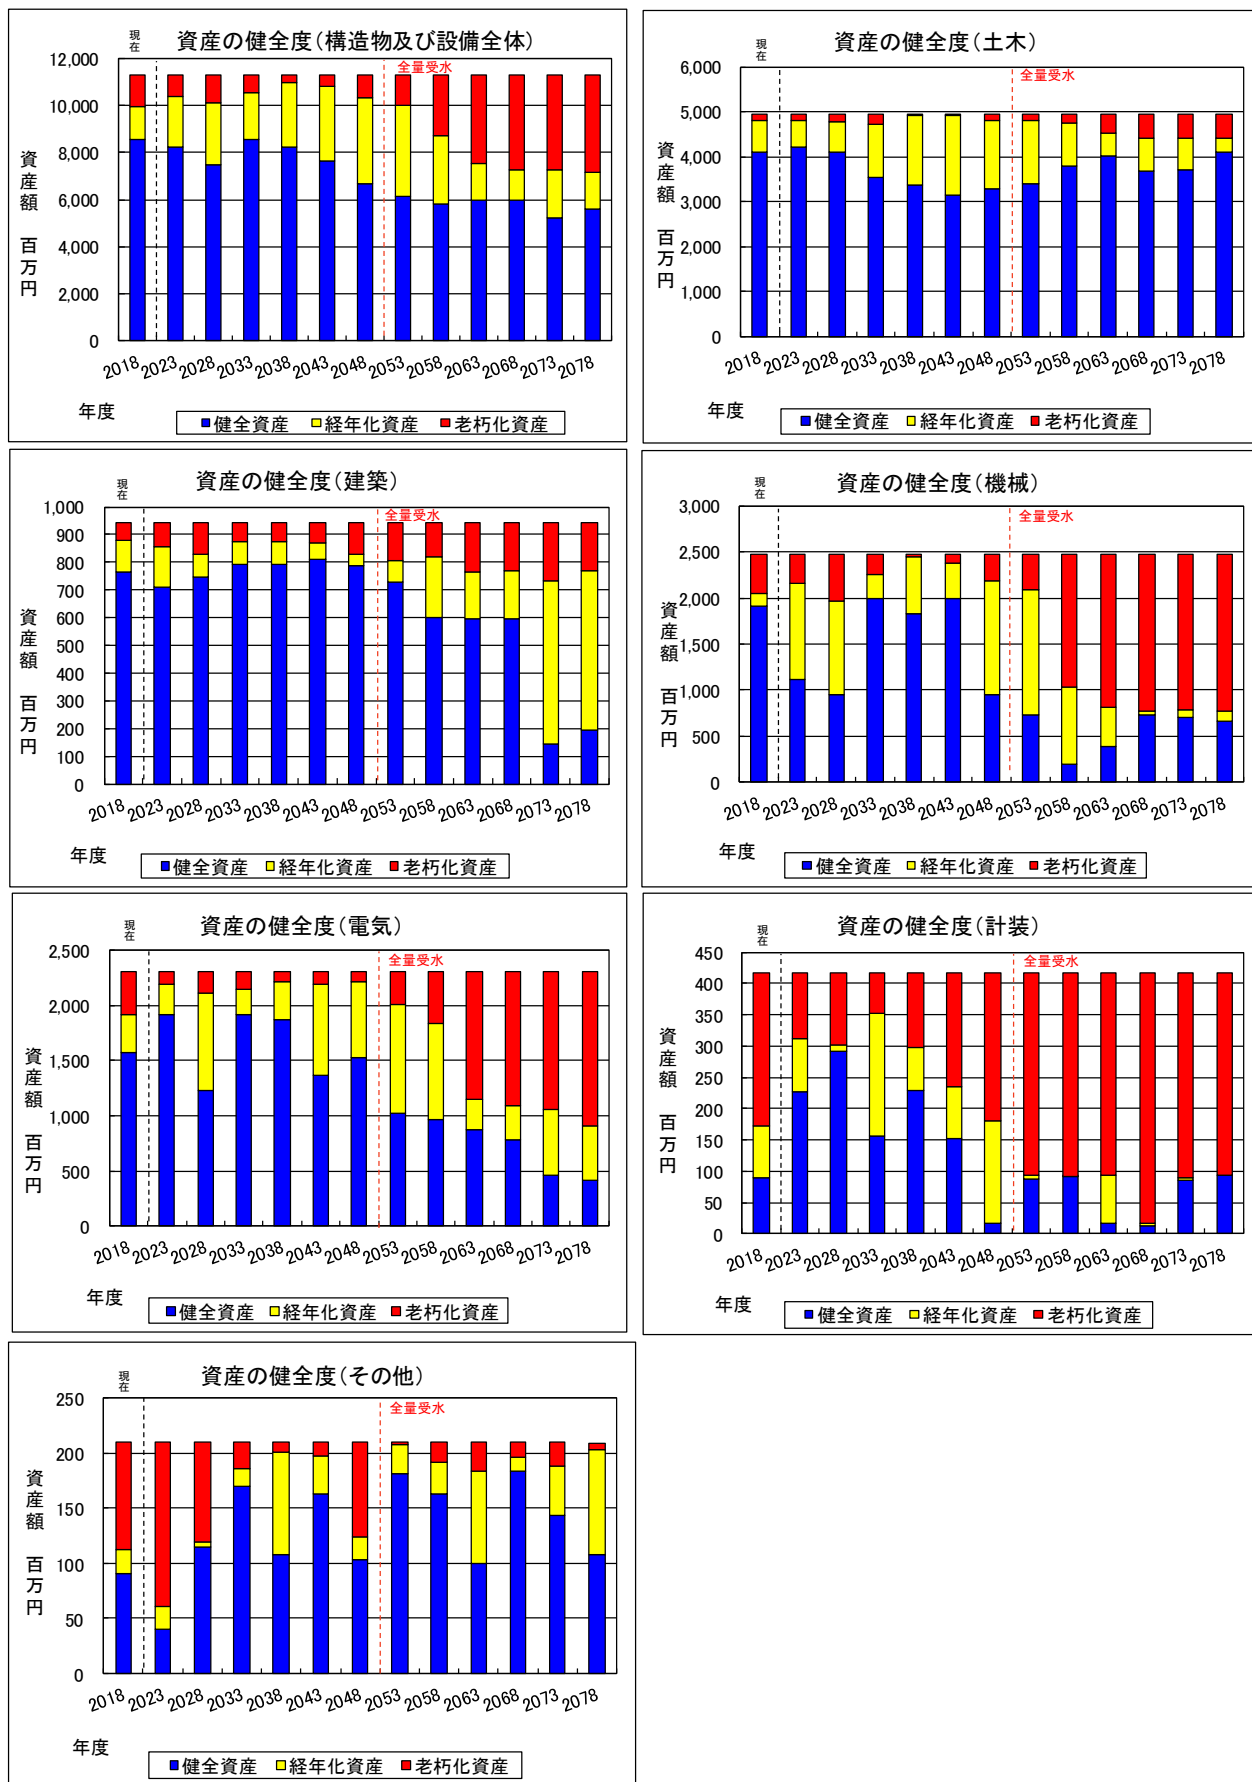 資産の健全度(構造物及び設備全体)
現在
全量受水
12,000
10,000
8,000
6,000
4,000
2,000
0
資産額 百万円
2018 2023 2028 2033 2038 2043 2048 2053 2058 2063 2068 2073 2078
年度
健全資産 経年化資産 老朽化資産
資産の健全度(土木)
現在
全量受水
6,000
5,000
4,000
3,000
2,000
1,000
0
資産額 百万円
2018 2023 2028 2033 2038 2043 2048 2053 2058 2063 2068 2073 2078
年度
健全資産 経年化資産 老朽化資産
資産の健全度(建築)
現在
全量受水
1,000
900
800
700
600
500
400
300
200
100
0
資産額 百万円
2018 2023 2028 2033 2038 2043 2048 2053 2058 2063 2068 2073 2078
年度
健全資産 経年化資産 老朽化資産
資産の健全度(機械)
現在
全量受水
3,000
2,500
2,000
1,500
1,000
500
0
資産額 百万円
2018 2023 2028 2033 2038 2043 2048 2053 2058 2063 2068 2073 2078
年度
健全資産 経年化資産 老朽化資産
資産の健全度(電気)
現在
全量受水
2,500
2,000
1,500
1,000
500
0
資産額 百万円
2018 2023 2028 2033 2038 2043 2048 2053 2058 2063 2068 2073 2078
年度
健全資産 経年化資産 老朽化資産
資産の健全度(計装)
現在
全量受水
450
400
350
300
250
200
150
100
50
0
資産額 百万円
2018 2023 2028 2033 2038 2043 2048 2053 2058 2063 2068 2073 2078
年度
健全資産 経年化資産 老朽化資産
資産の健全度(その他)
現在
全量受水
250
200
150
100
50
0
資産額 百万円
2018 2023 2028 2033 2038 2043 2048 2053 2058 2063 2068 2073 2078
年度
健全資産 経年化資産 老朽化資産